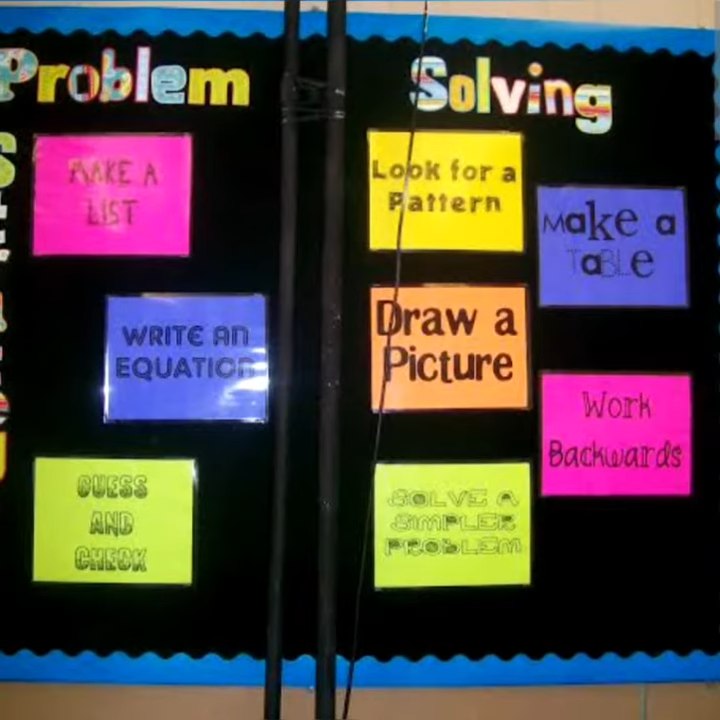 Problem Solving
MAKE A
LIST
Look for a
Pattern
Make a
TaBLe
WRITE AN
EQUATION
Draw a
Picture
Work
Backwards
GUESS
AND
CHECK
SOLVE A
SIMPLER
PROBLEM